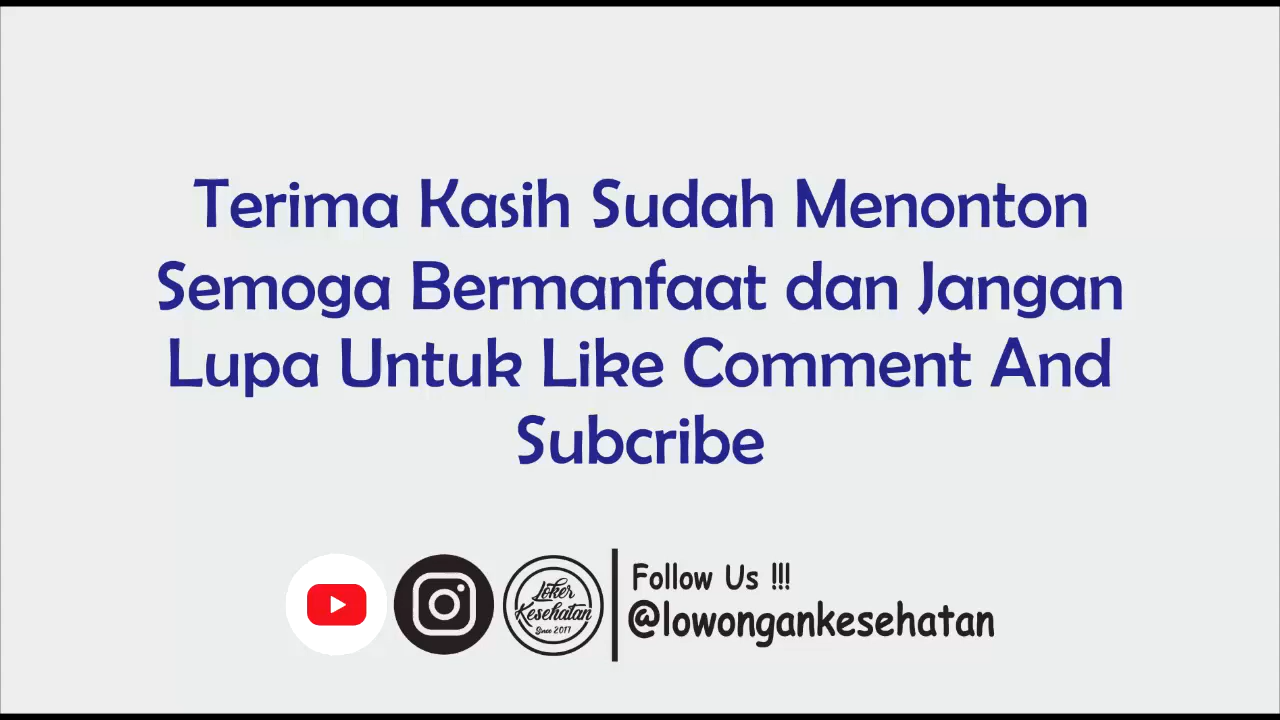 Terima Kasih Sudah Menonton
Semoga Bermanfaat dan Jangan
Lupa Untuk Like Comment And
Subcribe
Loker
Kesehatan
Since 2017
Follow Us !!!
@lowongankesehatan